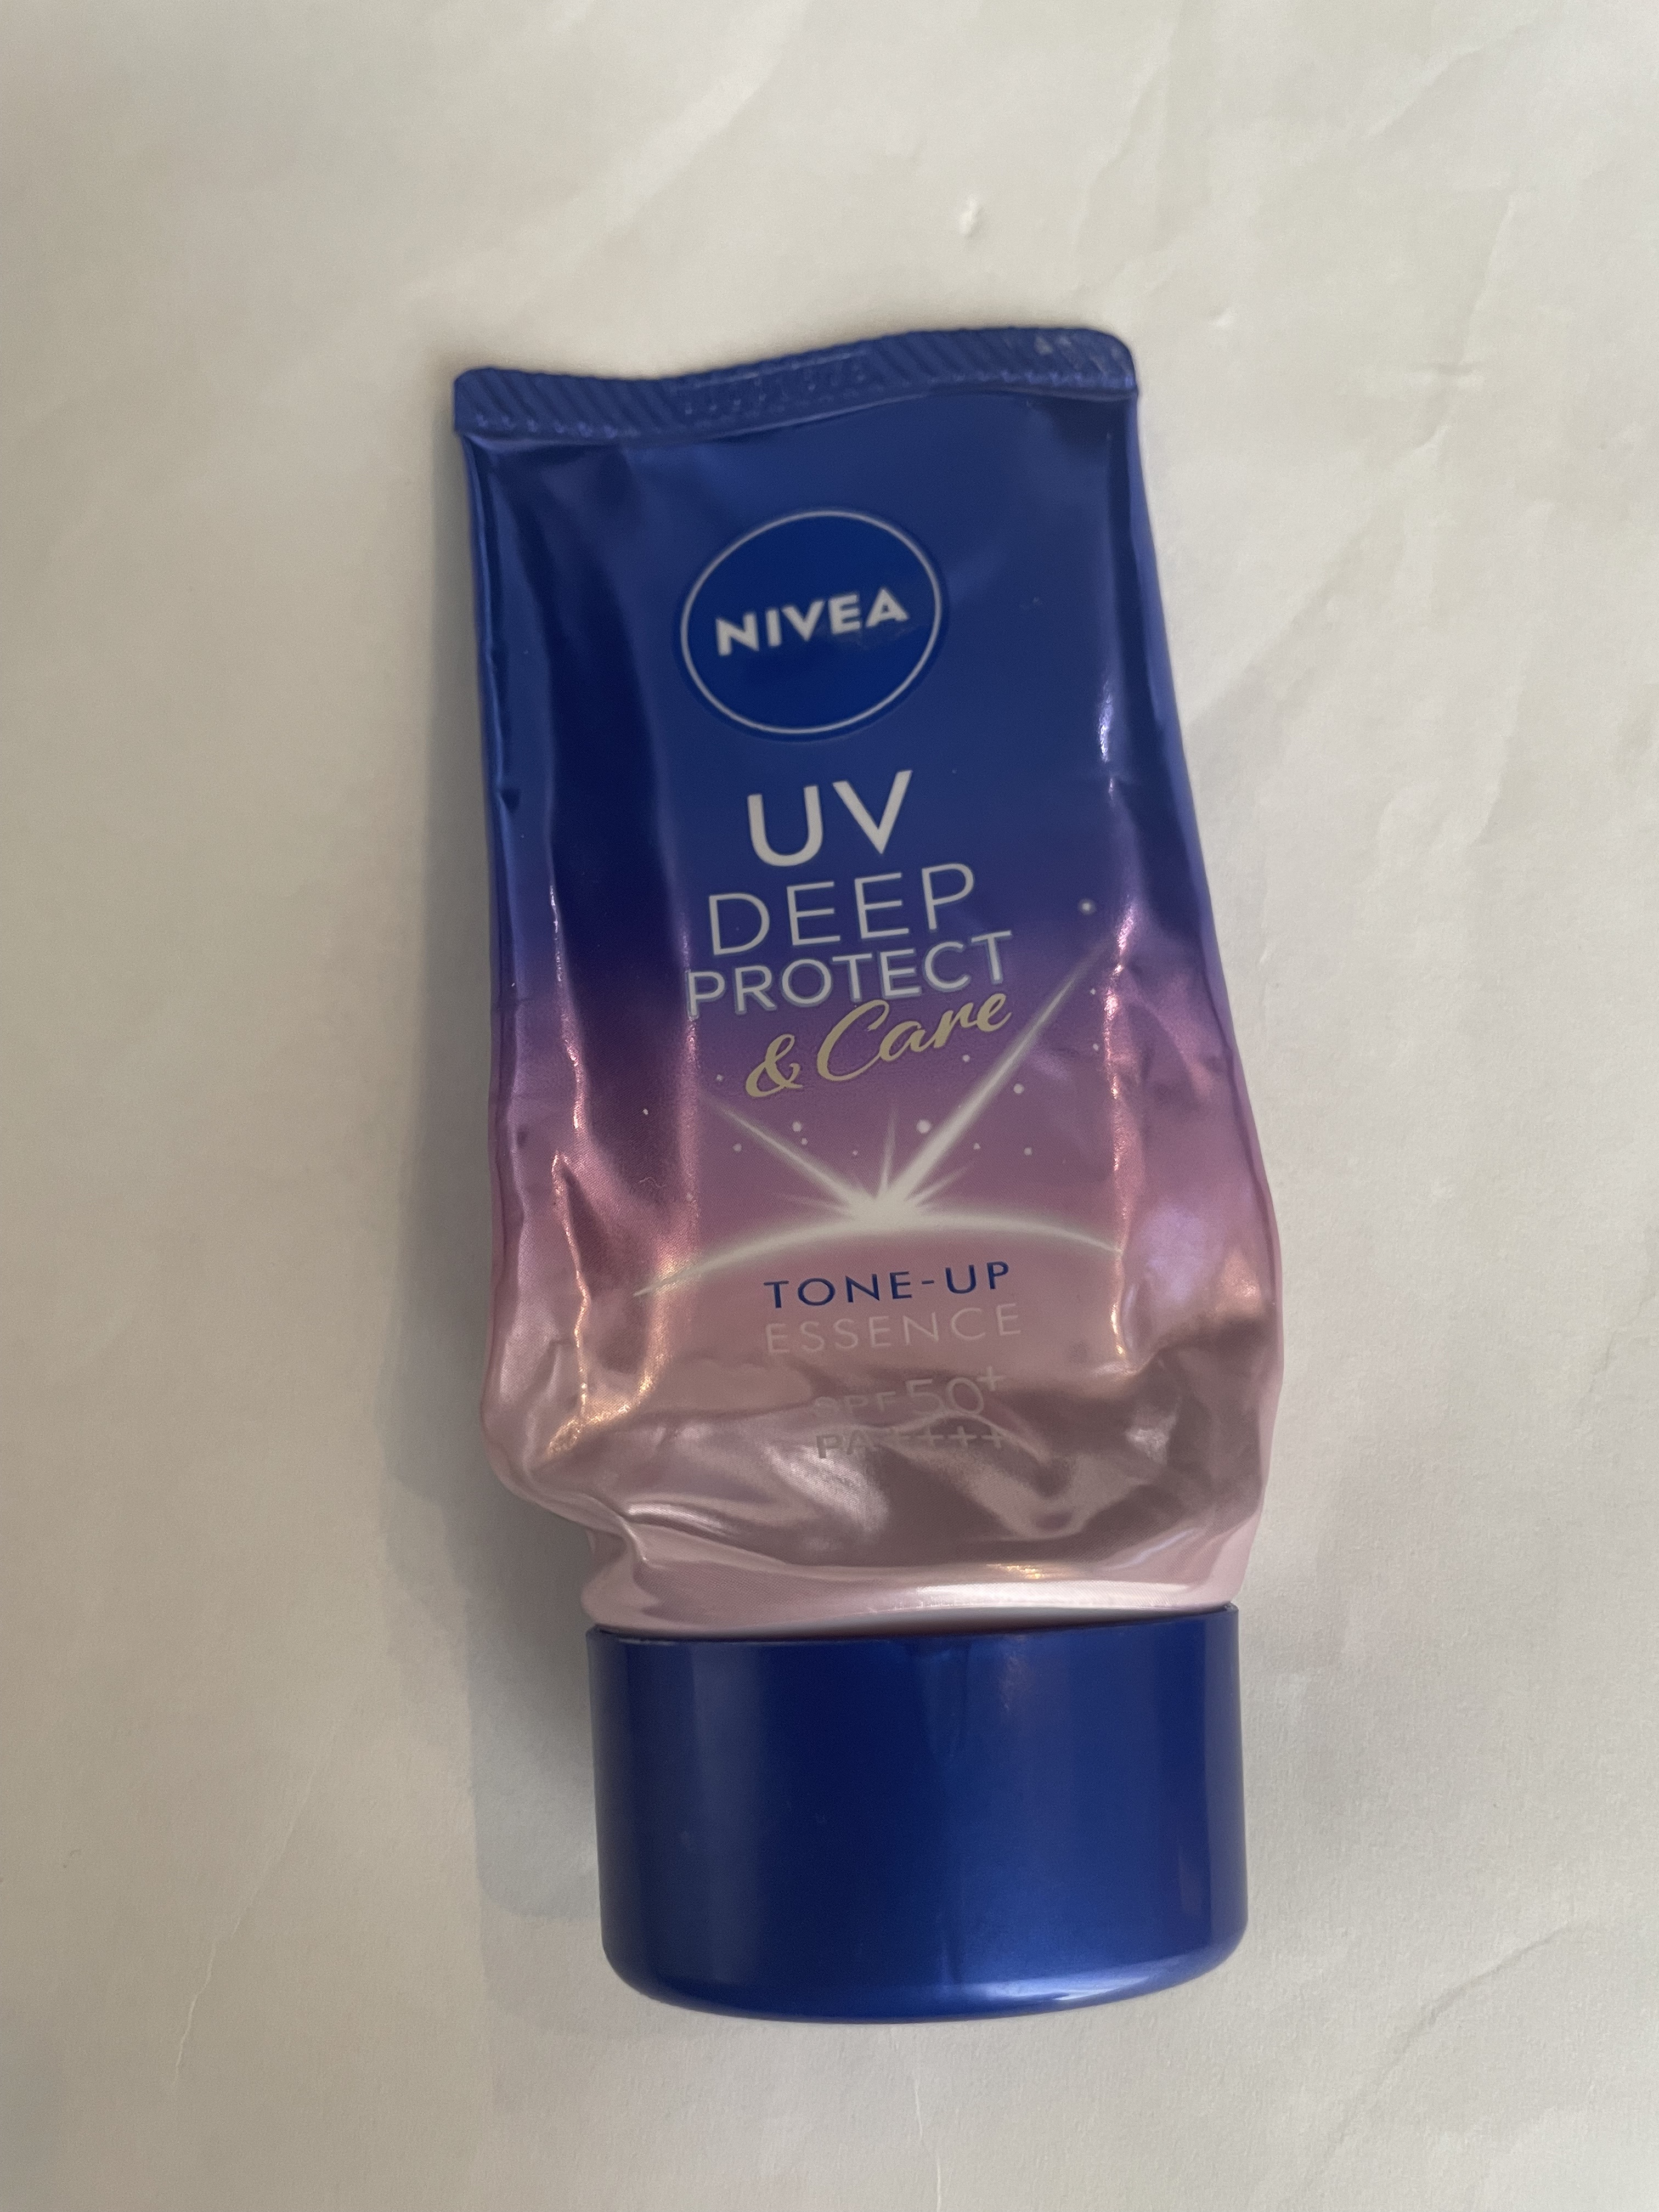 NIVEA
UV
DEEP
PROTECT
& Care
TONE-UP
ESSENCE
SPF50+
PA++++